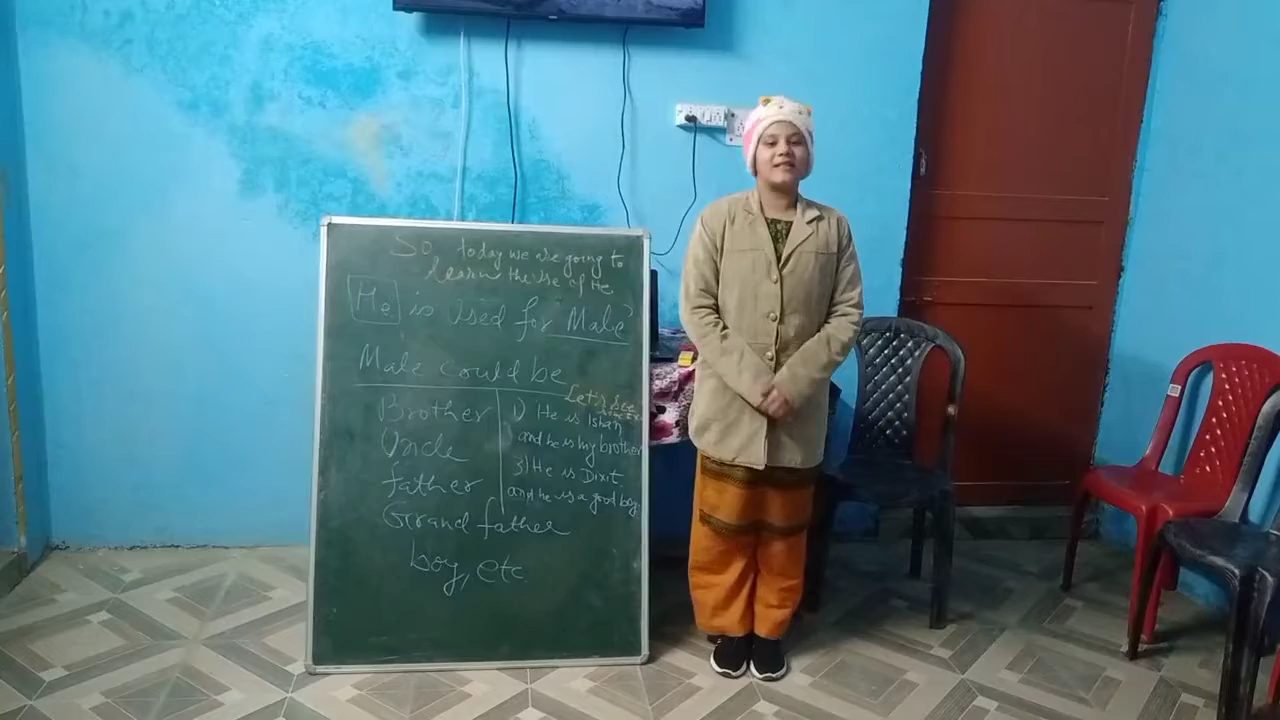 So, today we are going to
learn the use of He
He is Used for Male
Male could be
Brother
Uncle
father
Grand father
boy, etc
Let's see
1) He is Ishan
and he is my brother
3) He is Dixit.
and he is a good boy.